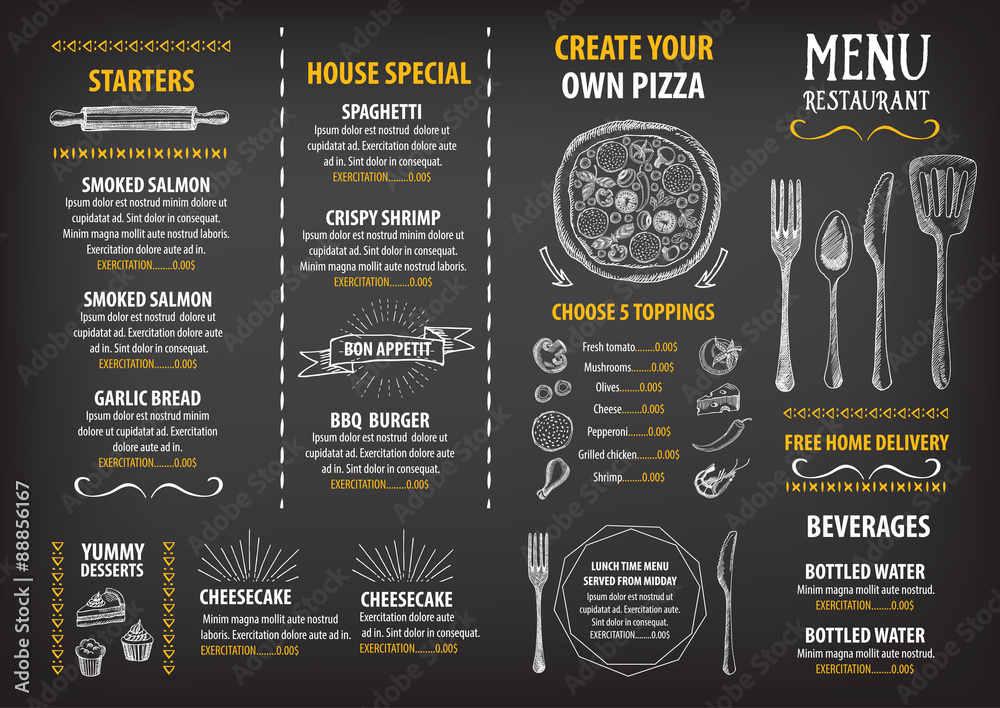 STARTERS
SMOKED SALMON
Ipsum dolor est nostrud minim dolore ut
cupidatat ad. Sint dolor in consequat.
Minim magna mollit aute nostrud laboris.
Exercitation dolore aute ad in.
EXERCITATION........0.00$
SMOKED SALMON
Ipsum dolor est nostrud dolore ut
cupidatat ad. Exercitation dolore aute
ad in. Sint dolor in consequat.
EXERCITATION........0.00$
GARLIC BREAD
Ipsum dolor est nostrud minim
dolore ut cupidatat ad. Exercitation
dolore aute ad in.
EXERCITATION........0.00$
HOUSE SPECIAL
SPAGHETTI
Ipsum dolor est nostrud dolore ut
cupidatat ad. Exercitation dolore aute
ad in. Sint dolor in consequat.
EXERCITATION........0.00$
CRISPY SHRIMP
Ipsum dolor est nostrud dolore ut
cupidatat ad. Sint dolor in consequat.
Minim magna mollit aute nostrud laboris.
EXERCITATION........0.00$
BON APPETIT
BBQ BURGER
Ipsum dolor est nostrud dolore ut
cupidatat ad. Exercitation dolore aute
ad in. Sint dolor in consequat.
EXERCITATION........0.00$
CREATE YOUR
OWN PIZZA
CHOOSE 5 TOPPINGS
Fresh tomato........0.00$
Mushrooms........0.00$
Olives........0.00$
Cheese........0.00$
Pepperoni........0.00$
Grilled chicken........0.00$
Shrimp........0.00$
MENU
RESTAURANT
FREE HOME DELIVERY
BEVERAGES
BOTTLED WATER
Minim magna mollit aute nostrud.
EXERCITATION........0.00$
BOTTLED WATER
Minim magna mollit aute nostrud.
EXERCITATION........0.00$
YUMMY
DESSERTS
CHEESECAKE
Minim magna mollit aute nostrud
laboris. Exercitation dolore aute ad in.
EXERCITATION........0.00$
CHEESECAKE
Exercitation dolore aute
ad in. Sint dolor in consequat.
EXERCITATION........0.00$
LUNCH TIME MENU
SERVED FROM MIDDAY
Ipsum dolor est nostrud dolore ut
cupidatat ad. Exercitation aute.
Minim magna mollit aute nostrud.
EXERCITATION........0.00$
Adobe Stock | #88856167